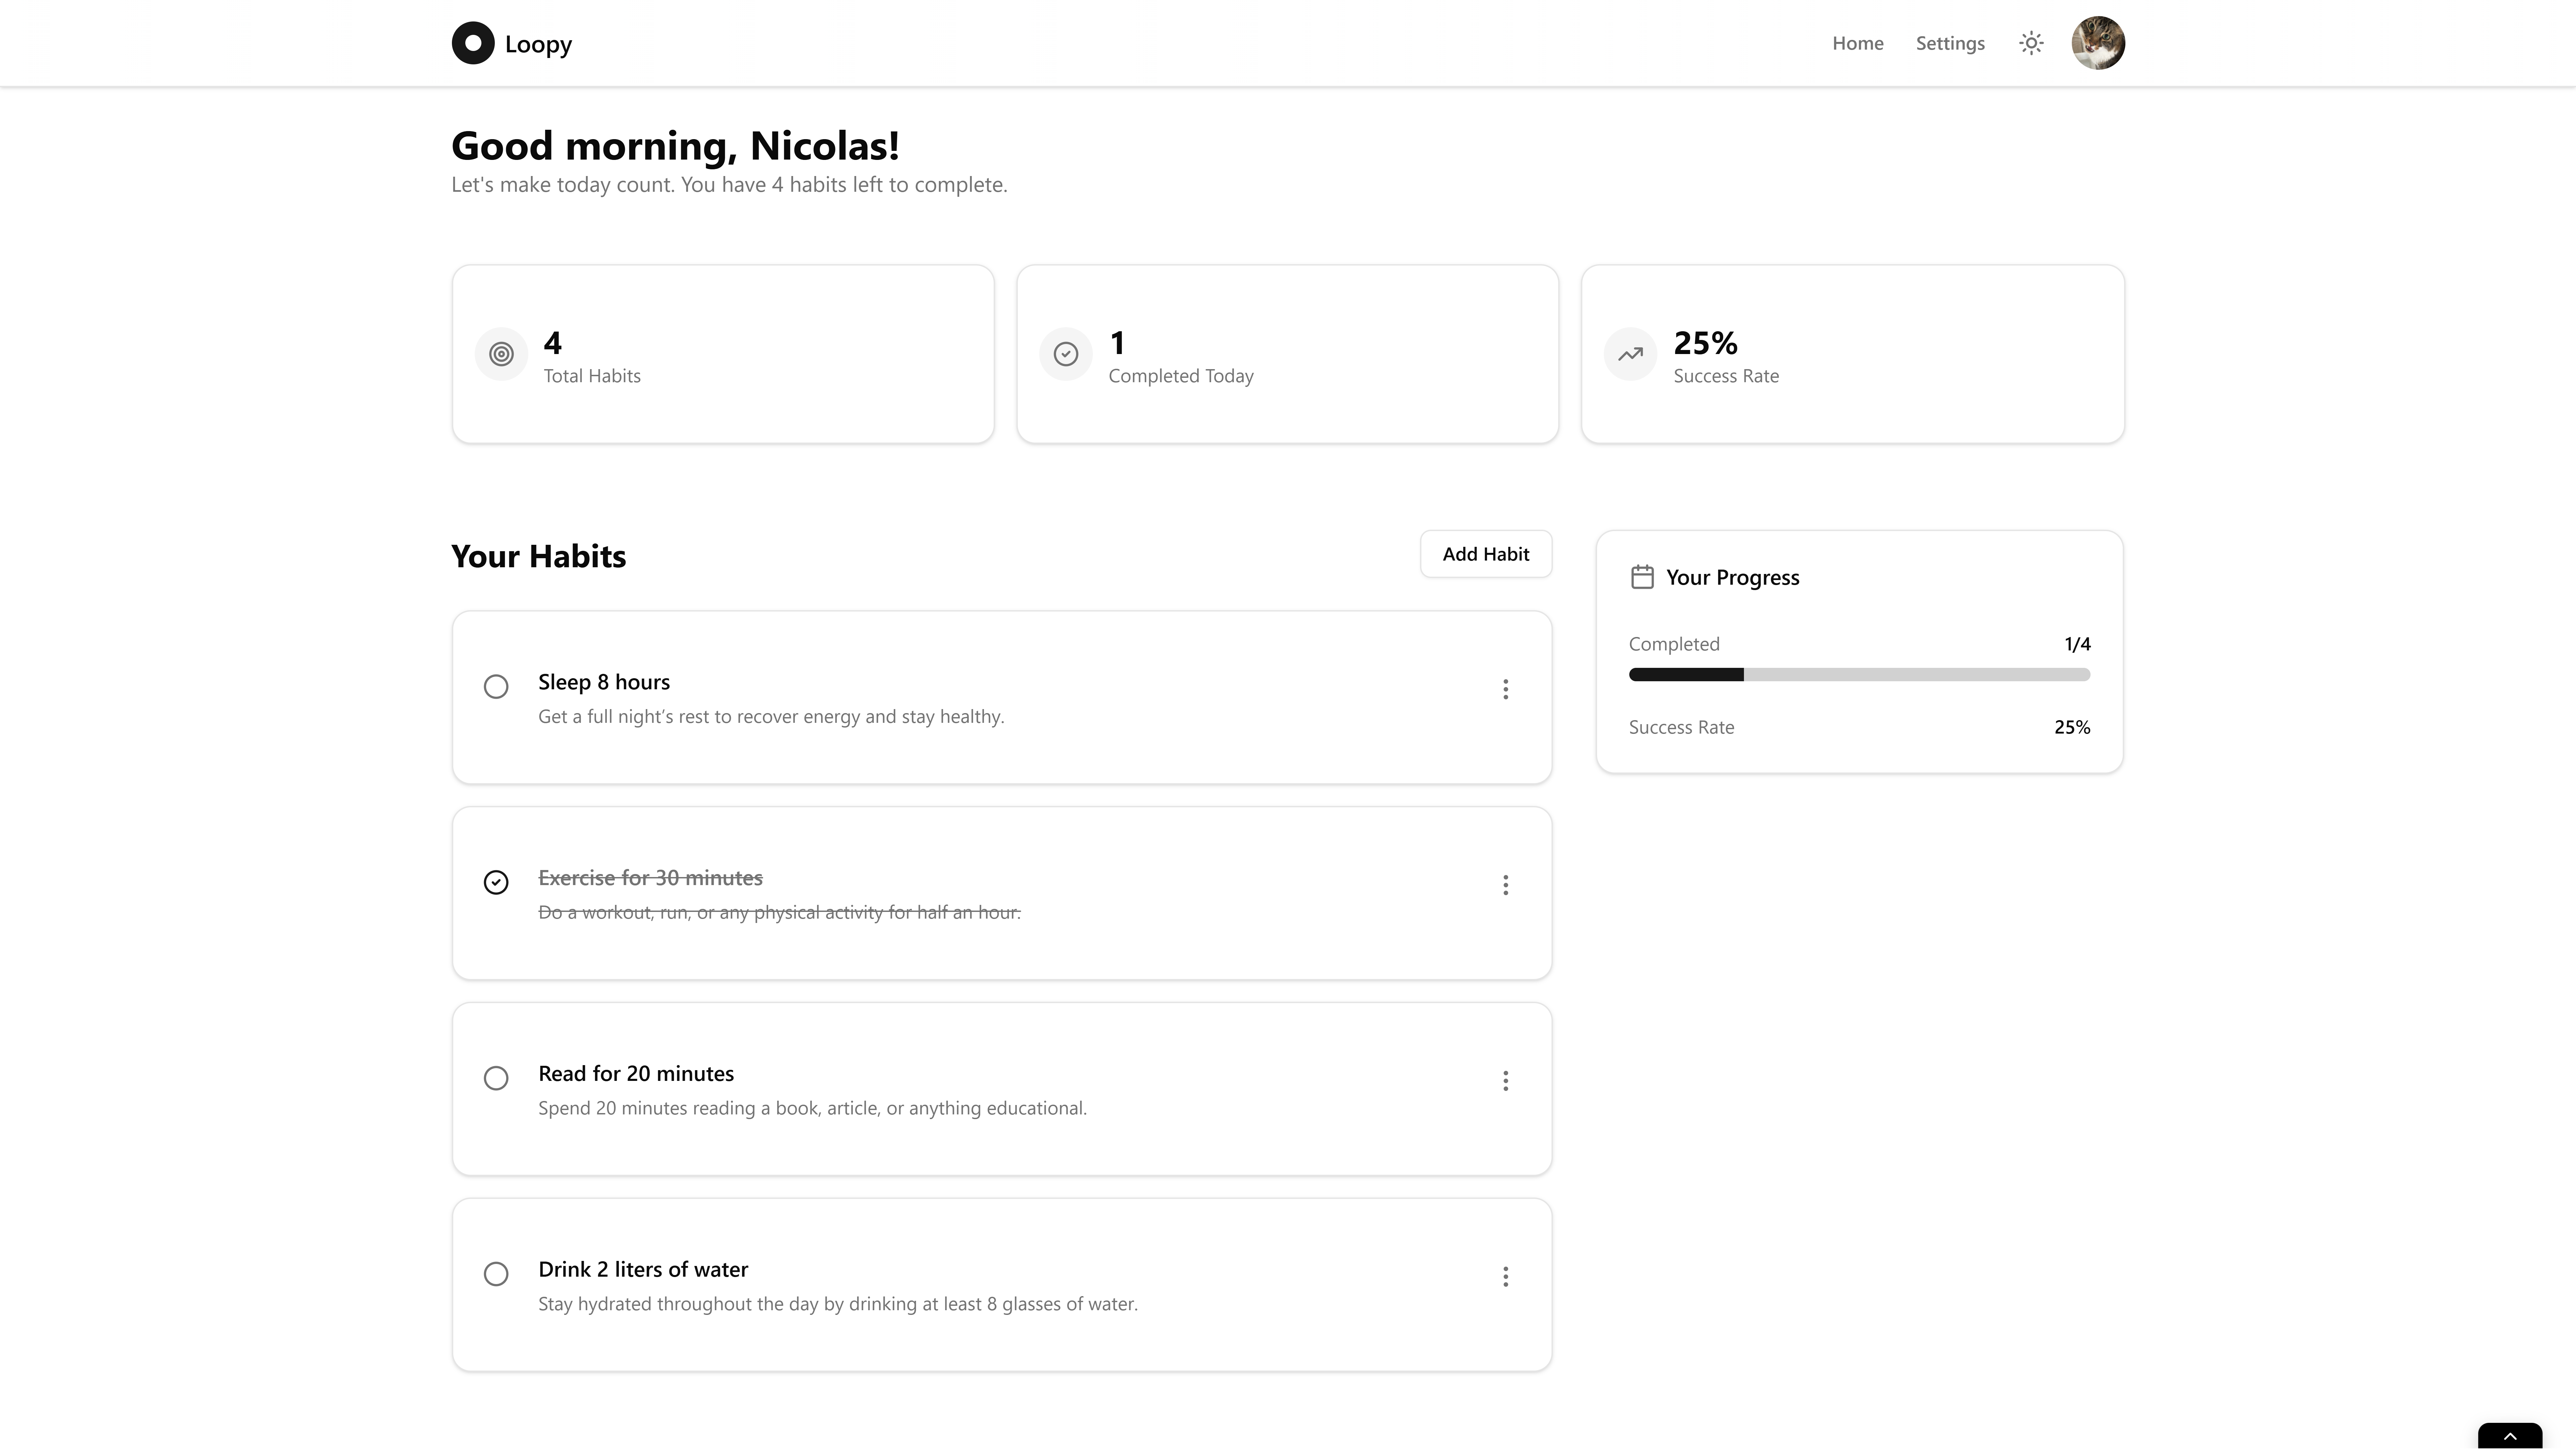 Loopy
Home
Settings
Good morning, Nicolas!
Let's make today count. You have 4 habits left to complete.
4
Total Habits
1
Completed Today
25%
Success Rate
Your Habits
Add Habit
Sleep 8 hours
Get a full night’s rest to recover energy and stay healthy.
Exercise for 30 minutes
Do a workout, run, or any physical activity for half an hour.
Read for 20 minutes
Spend 20 minutes reading a book, article, or anything educational.
Drink 2 liters of water
Stay hydrated throughout the day by drinking at least 8 glasses of water.
Your Progress
Completed 1/4
Success Rate 25%